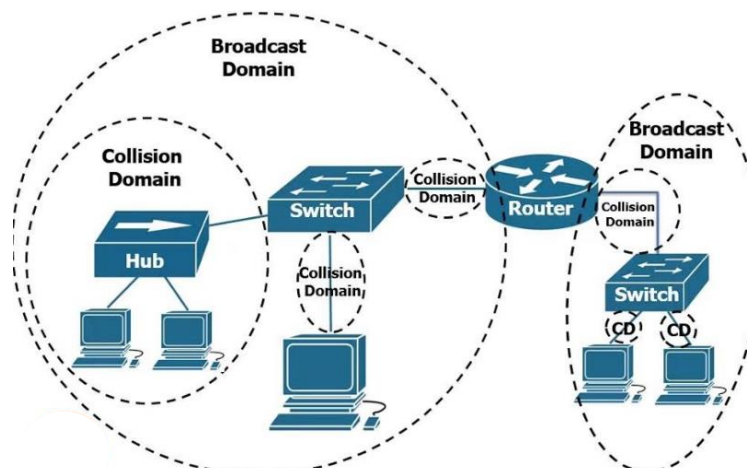 Broadcast
Domain
Collision
Domain
Hub
Switch
Collision
Domain
Collision
Domain
Router
Broadcast
Domain
Collision
Domain
Switch
CD
CD